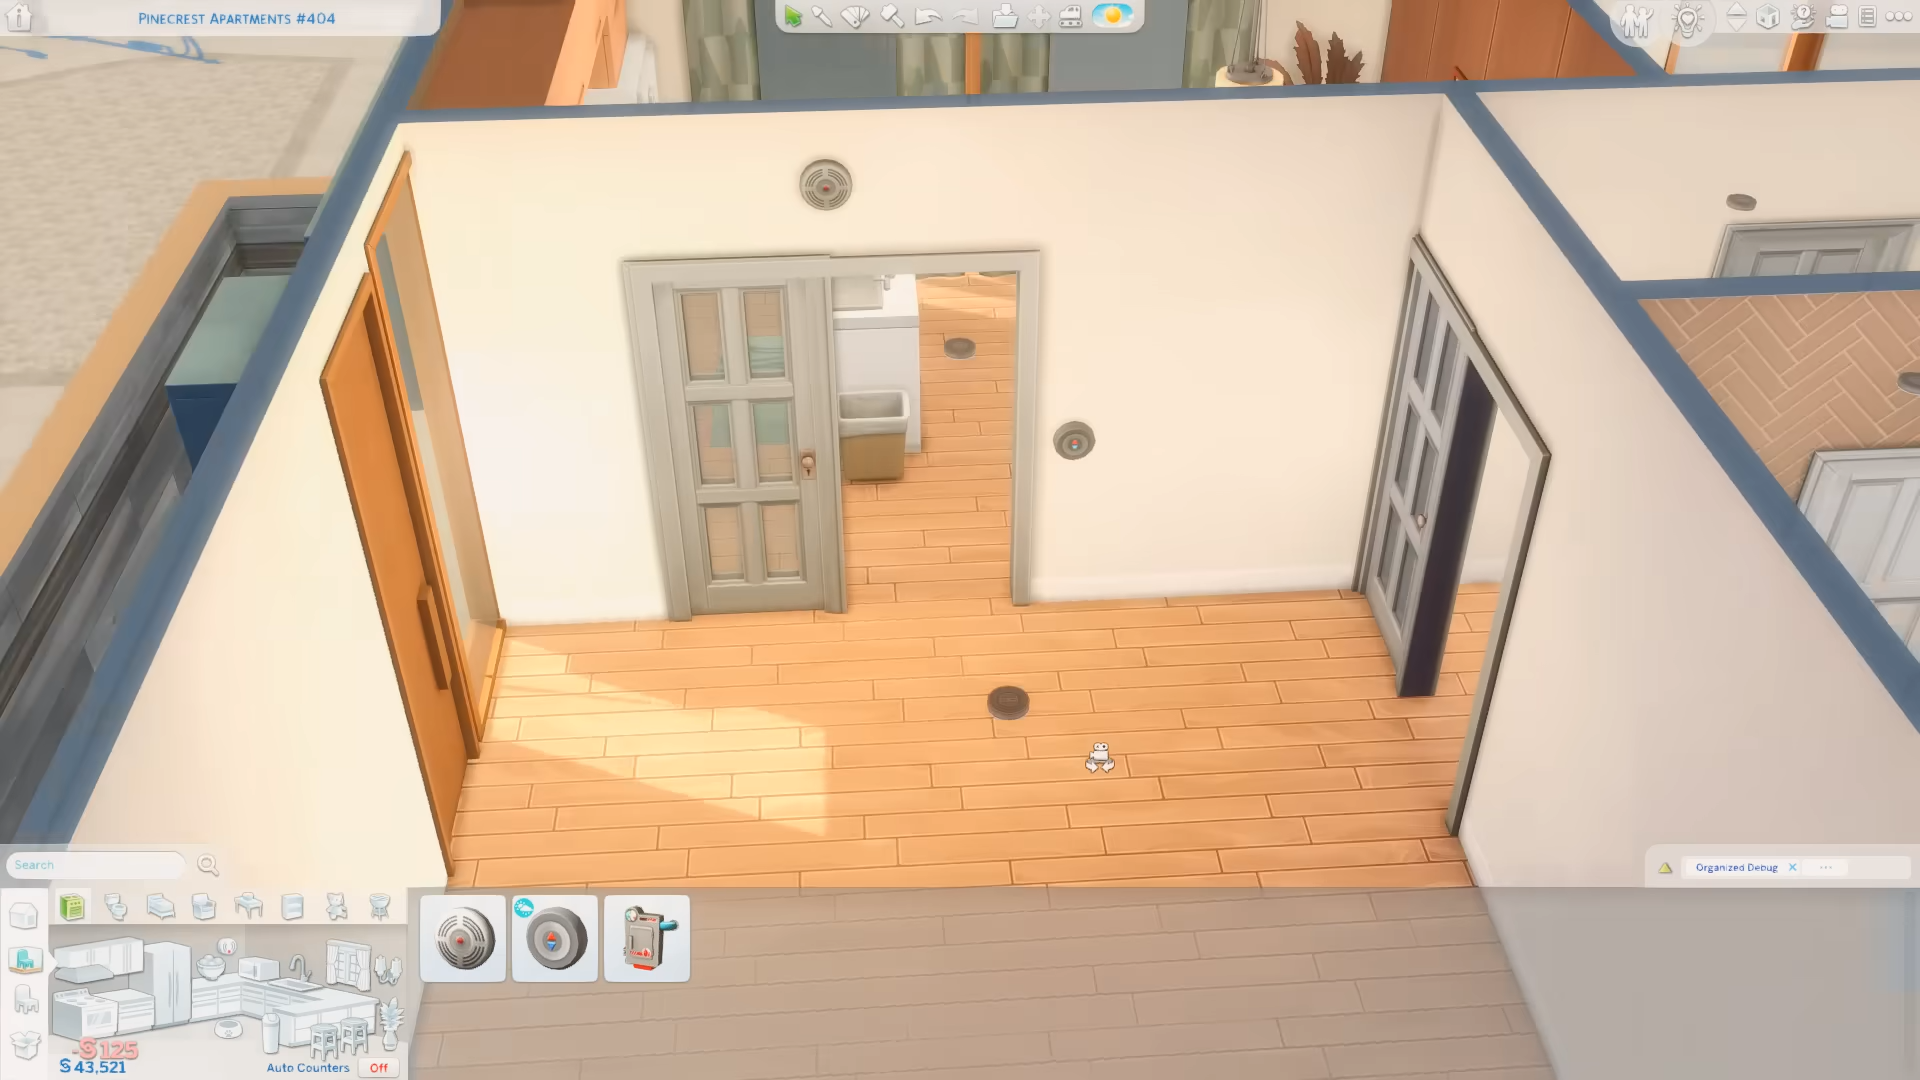 PINECREST APARTMENTS #404
Search
Organized Debug
-§125
§43,521
Auto Counters
Off